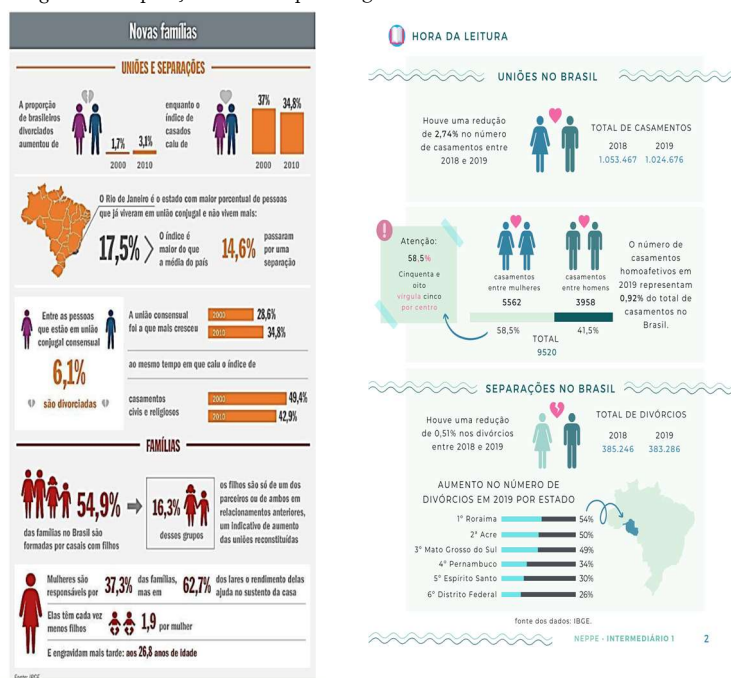 Novas famílias
UNIÕES E SEPARAÇÕES
A proporção
de brasileiros
divorciados
aumentou de
1,7%
3,1%
2000 2010
enquanto o
índice de
casados
caiu de
37%
34,8%
2000 2010
O Rio de Janeiro é o estado com maior porcentual de pessoas
que já viveram em união conjugal e não vivem mais:
17,5%
O índice é
maior do que
a média do país
14,6%
passaram
por uma
separação
Entre as pessoas
que estão em união
conjugal consensual
6,1%
são divorciadas
A união consensual
foi a que mais cresceu
2000 28,6%
2010 34,8%
ao mesmo tempo em que caiu o índice de
casamentos
civis e religiosos
2000 49,4%
2010 42,9%
FAMÍLIAS
54,9%
das famílias no Brasil são
formadas por casais com filhos
16,3%
desses grupos
os filhos são só de um dos
parceiros ou de ambos em
relacionamentos anteriores,
um indicativo de aumento
das uniões reconstituídas
Mulheres são
responsáveis por
37,3%
das famílias,
mas em
62,7%
dos lares o rendimento delas
ajuda no sustento da casa
Elas têm cada vez
menos filhos
1,9 por mulher
E engravidam mais tarde: aos 26,8 anos de idade
Fonte: IBGE
HORA DA LEITURA
UNIÕES NO BRASIL
Houve uma redução
de 2,74% no número
de casamentos entre
2018 e 2019
TOTAL DE CASAMENTOS
2018 2019
1.053.467 1.024.676
Atenção:
58.5%
Cinquenta e
oito
vírgula cinco
por centro
casamentos
entre mulheres
5562
casamentos
entre homens
3958
58,5% 41,5%
TOTAL
9520
O número de
casamentos
homoafetivos em
2019 representam
0,92% do total de
casamentos no
Brasil.
SEPARAÇÕES NO BRASIL
Houve uma redução
de 0,51% nos divórcios
entre 2018 e 2019
TOTAL DE DIVÓRCIOS
2018 2019
385.246 383.286
AUMENTO NO NÚMERO DE
DIVÓRCIOS EM 2019 POR ESTADO
1º Roraima 54%
2º Acre 50%
3º Mato Grosso do Sul 49%
4º Pernambuco 34%
5º Espírito Santo 30%
6º Distrito Federal 26%
fonte dos dados: IBGE.
NEPPE - INTERMEDIÁRIO 1 2